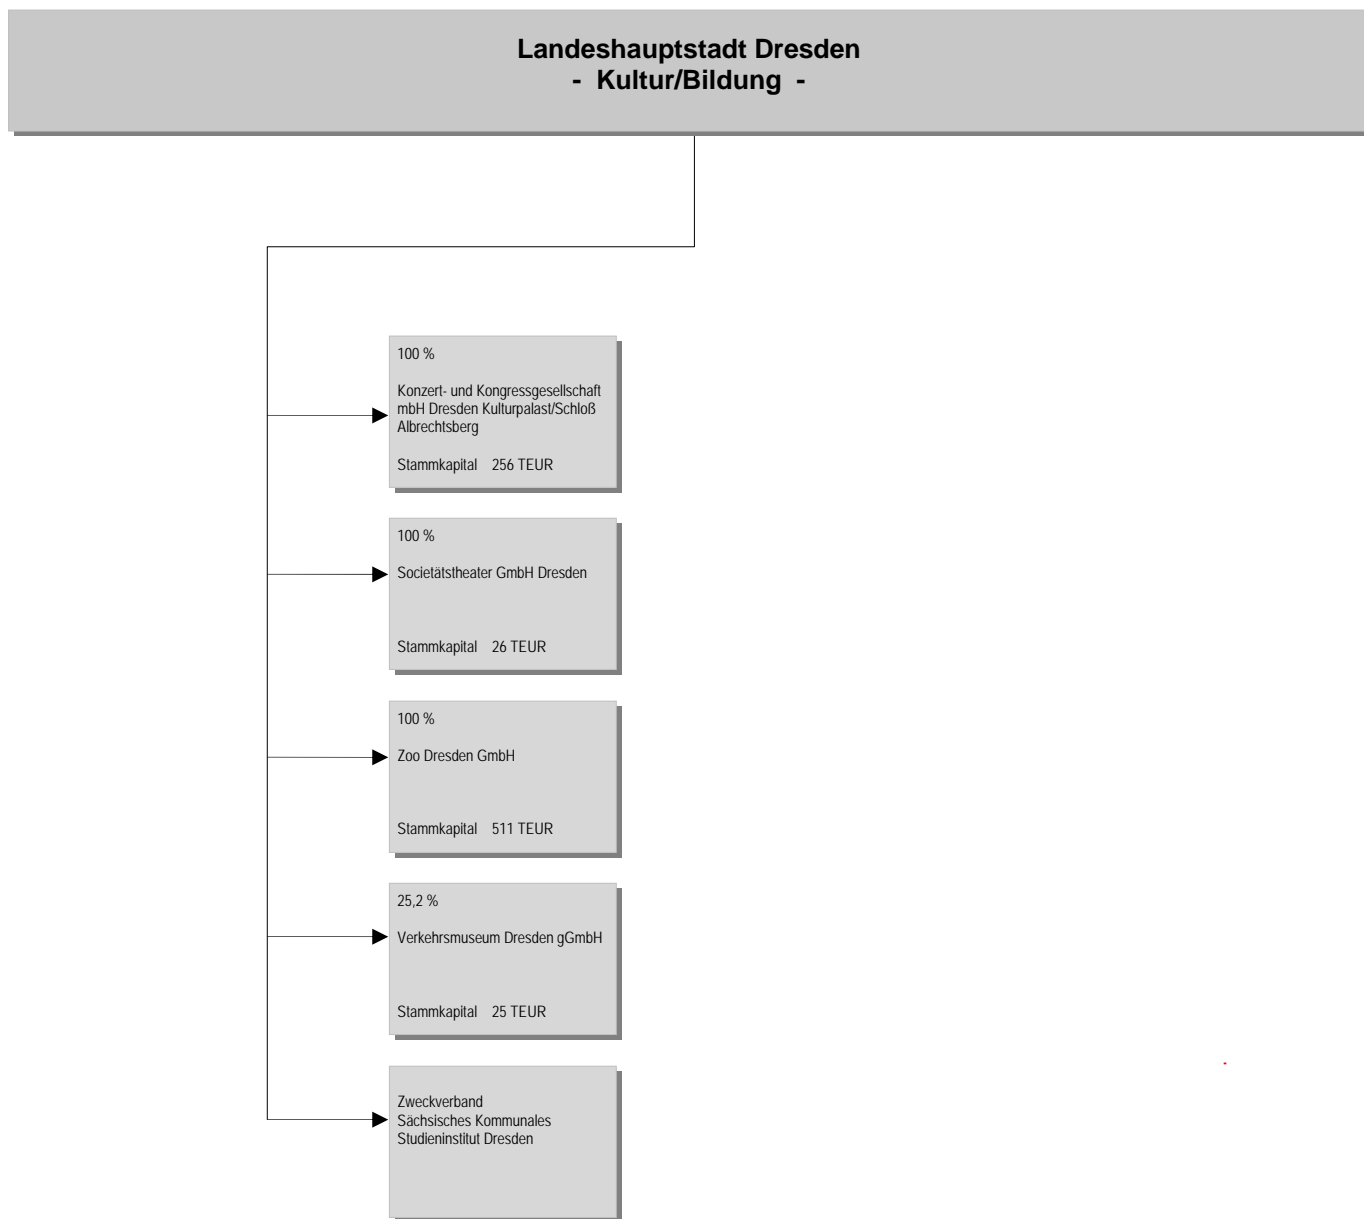 Landeshauptstadt Dresden
- Kultur/Bildung -
100 %
Konzert- und Kongressgesellschaft
mbH Dresden Kulturpalast/Schloß
Albrechtsberg
Stammkapital 256 TEUR
100 %
Societätstheater GmbH Dresden
Stammkapital 26 TEUR
100 %
Zoo Dresden GmbH
Stammkapital 511 TEUR
25,2 %
Verkehrsmuseum Dresden gGmbH
Stammkapital 25 TEUR
Zweckverband
Sächsisches Kommunales
Studieninstitut Dresden